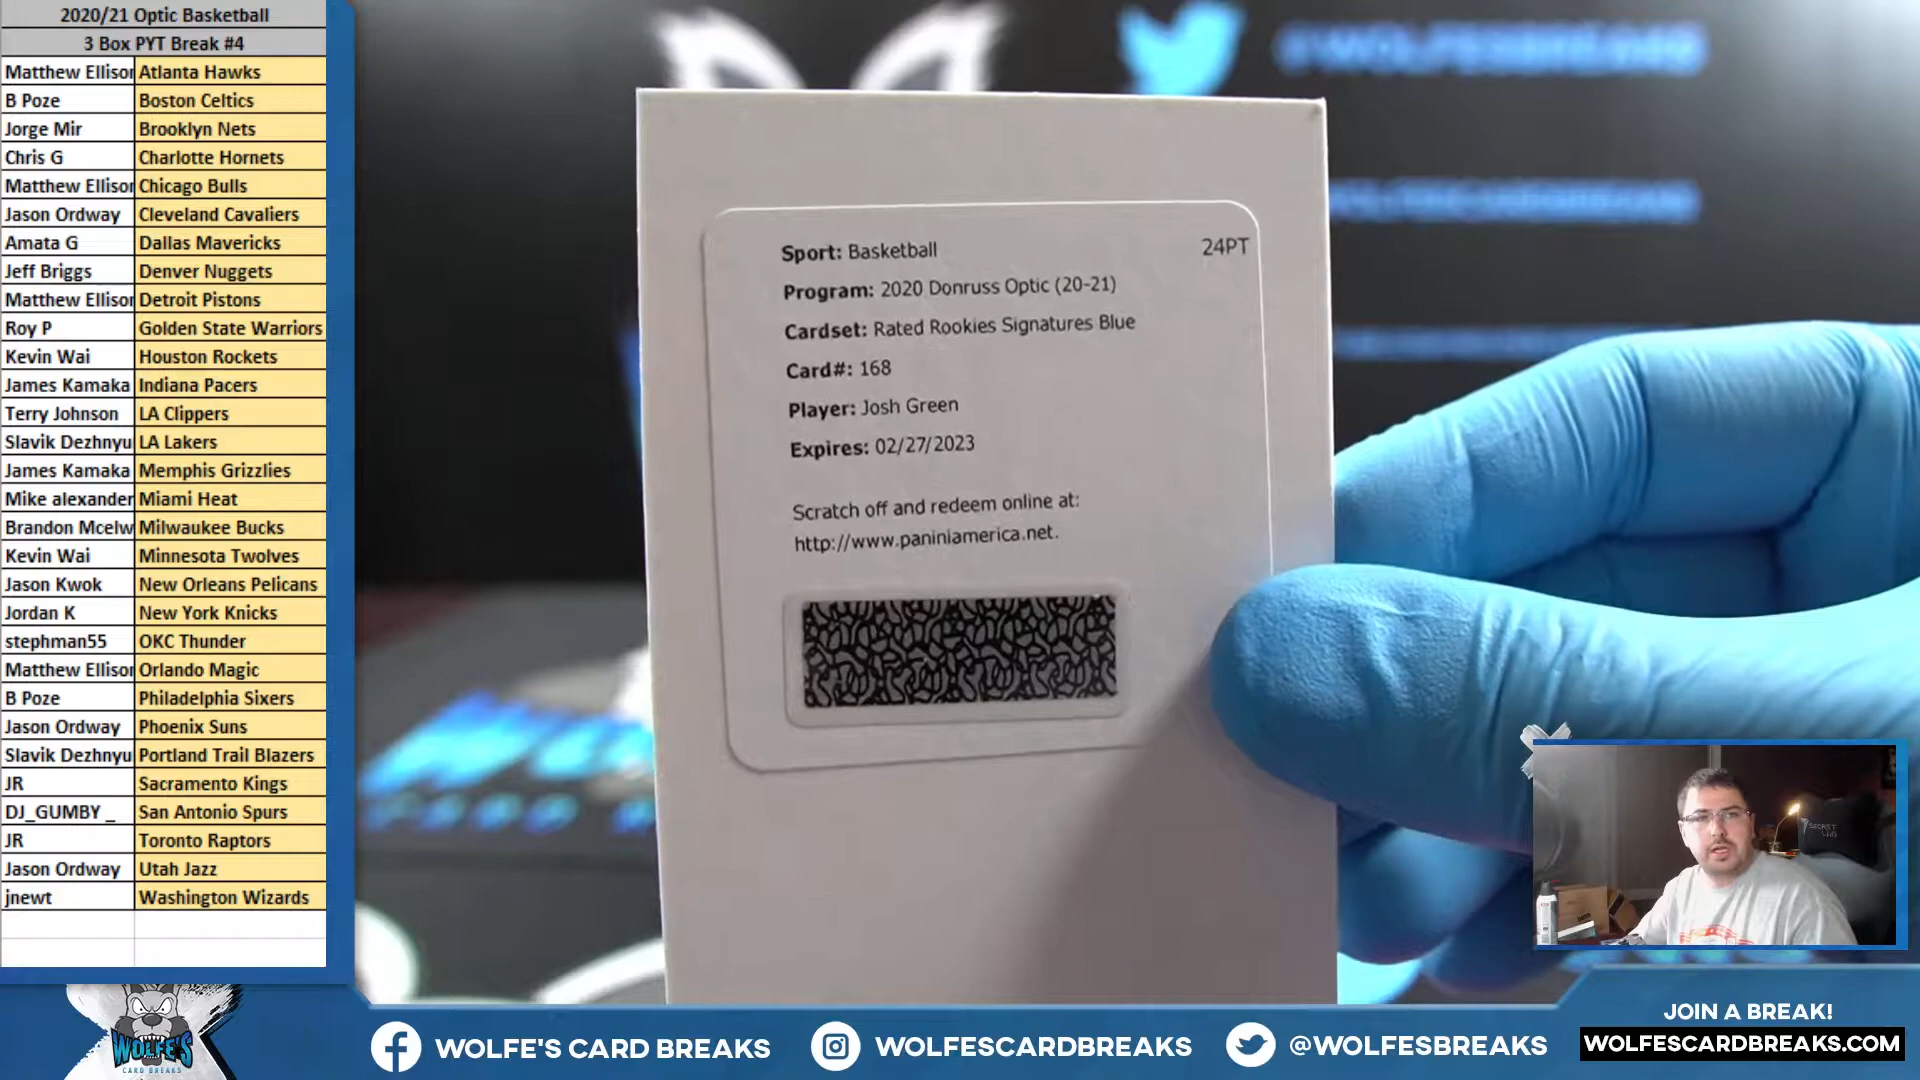 2020/21 Optic Basketball
3 Box PYT Break #4
Matthew Ellisor Atlanta Hawks
B Poze Boston Celtics
Jorge Mir Brooklyn Nets
Chris G Charlotte Hornets
Matthew Ellisor Chicago Bulls
Jason Ordway Cleveland Cavaliers
Amata G Dallas Mavericks
Jeff Briggs Denver Nuggets
Matthew Ellisor Detroit Pistons
Roy P Golden State Warriors
Kevin Wai Houston Rockets
James Kamaka Indiana Pacers
Terry Johnson LA Clippers
Slavik Dezhnyu LA Lakers
James Kamaka Memphis Grizzlies
Mike alexander Miami Heat
Brandon Mcelw Milwaukee Bucks
Kevin Wai Minnesota Twolves
Jason Kwok New Orleans Pelicans
Jordan K New York Knicks
stephman55 OKC Thunder
Matthew Ellisor Orlando Magic
B Poze Philadelphia Sixers
Jason Ordway Phoenix Suns
Slavik Dezhnyu Portland Trail Blazers
JR Sacramento Kings
DJ_GUMBY_ San Antonio Spurs
JR Toronto Raptors
Jason Ordway Utah Jazz
jnewt Washington Wizards
@WOLFESBREAKS
WOLFESCARDBREAKS
Sport: Basketball 24PT
Program: 2020 Donruss Optic (20-21)
Cardset: Rated Rookies Signatures Blue
Card#: 168
Player: Josh Green
Expires: 02/27/2023
Scratch off and redeem online at:
http://www.paniniamerica.net.
SECRET LAB
WOLFE'S
CARD BREAKS
WOLFE'S CARD BREAKS
WOLFESCARDBREAKS
@WOLFESBREAKS
JOIN A BREAK!
WOLFESCARDBREAKS.COM